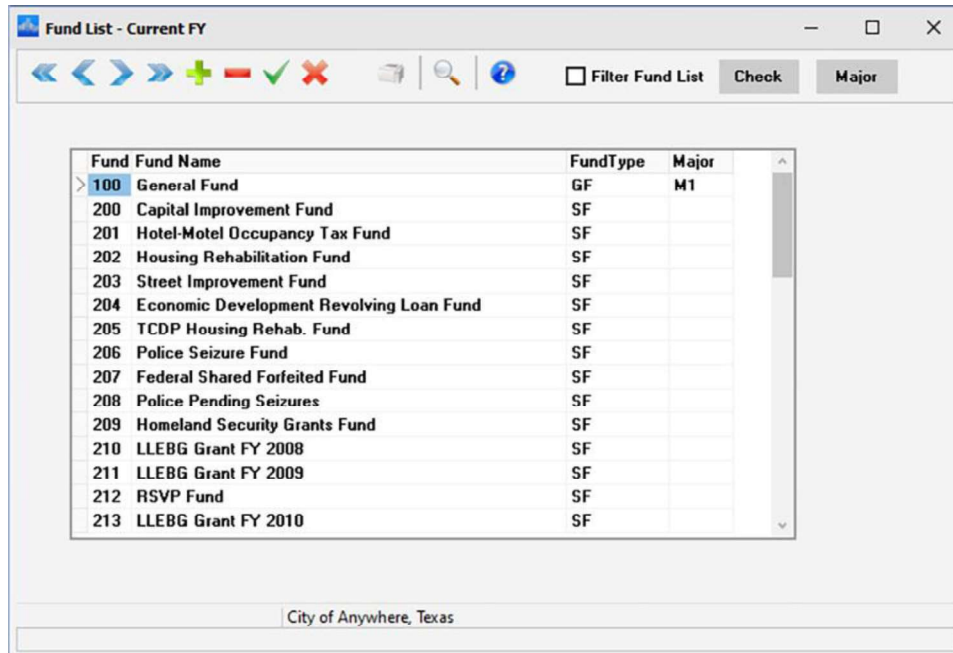 Fund List - Current FY
Filter Fund List Check Major
Fund Fund Name FundType Major
100 General Fund GF M1
200 Capital Improvement Fund SF
201 Hotel-Motel Occupancy Tax Fund SF
202 Housing Rehabilitation Fund SF
203 Street Improvement Fund SF
204 Economic Development Revolving Loan Fund SF
205 TCDP Housing Rehab. Fund SF
206 Police Seizure Fund SF
207 Federal Shared Forfeited Fund SF
208 Police Pending Seizures SF
209 Homeland Security Grants Fund SF
210 LLEBG Grant FY 2008 SF
211 LLEBG Grant FY 2009 SF
212 RSVP Fund SF
213 LLEBG Grant FY 2010 SF
City of Anywhere, Texas